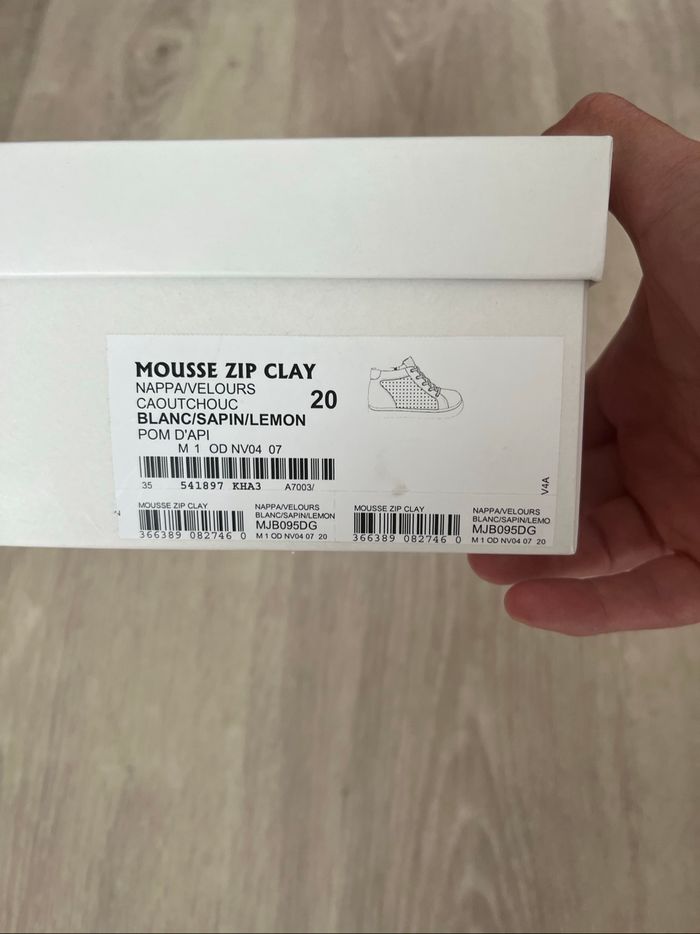 MOUSSE ZIP CLAY
NAPPA/VELOURS
CAOUTCHOUC
20
BLANC/SAPIN/LEMON
POM D'API
M 1 OD NV04 07
35 541897 KHA3 A7003/
V4A
MOUSSE ZIP CLAY
NAPPA/VELOURS
BLANC/SAPIN/LEMON
MJB095DG
366389 082746 0
M 1 OD NV04 07 20
MOUSSE ZIP CLAY
NAPPA/VELOURS
BLANC/SAPIN/LEMO
MJB095DG
366389 082746 0
M 1 OD NV04 07 20